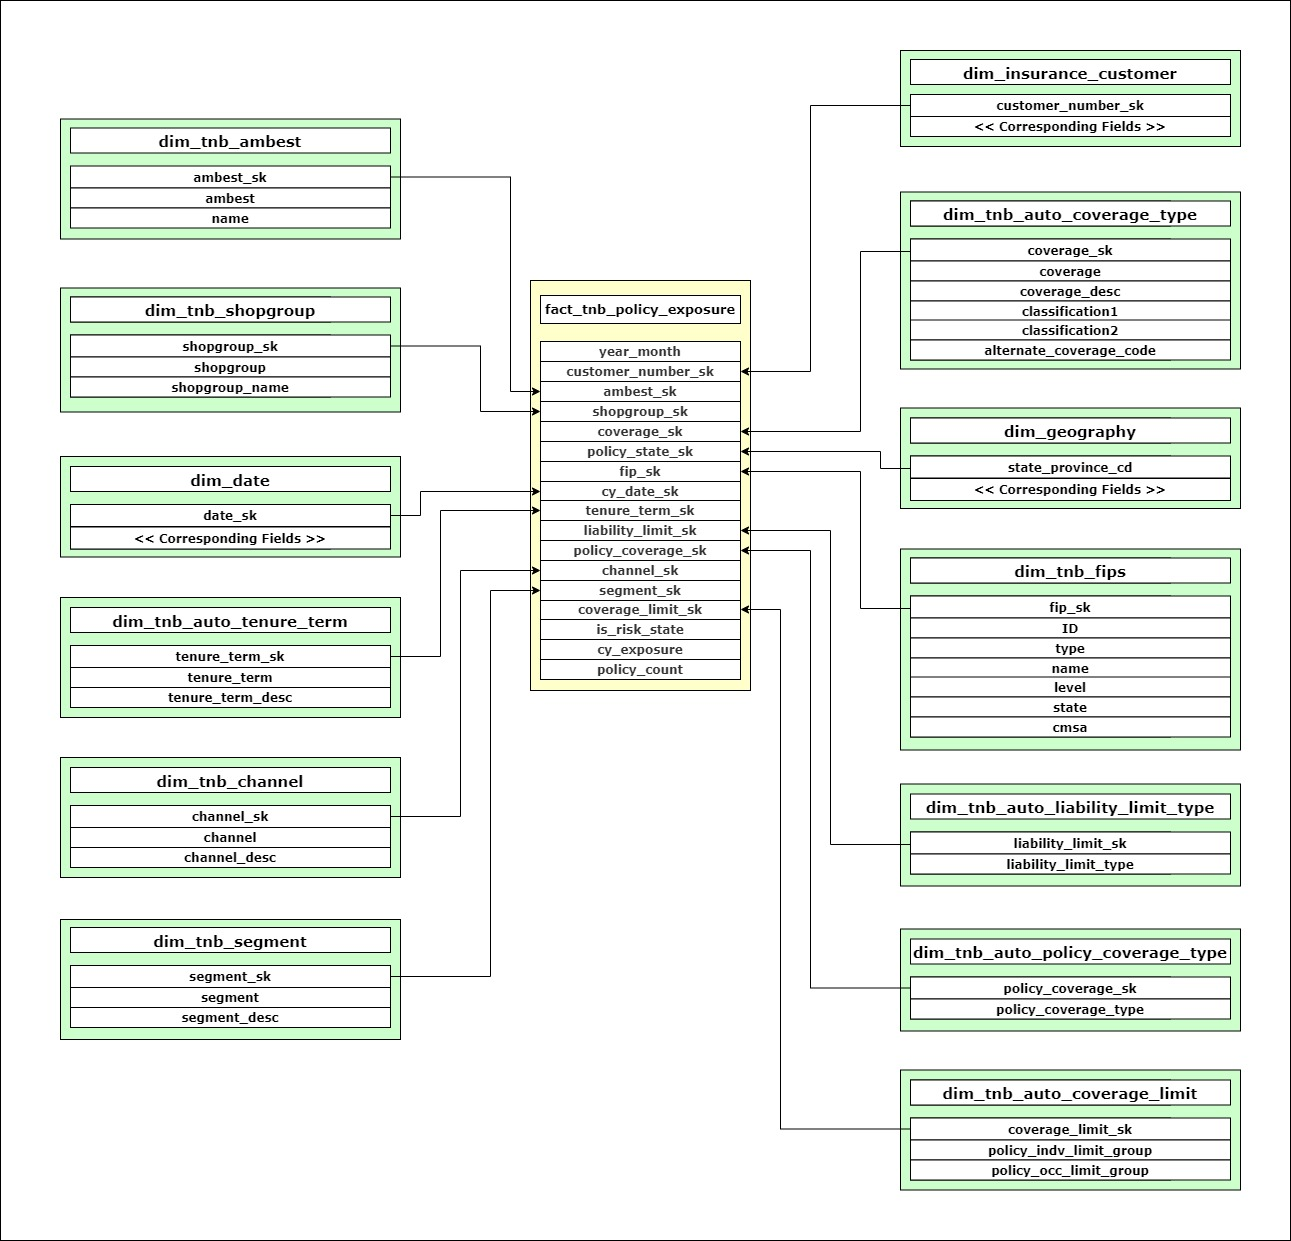 dim_tnb_ambest
ambest_sk
ambest
name
dim_tnb_shopgroup
shopgroup_sk
shopgroup
shopgroup_name
dim_date
date_sk
<< Corresponding Fields >>
dim_tnb_auto_tenure_term
tenure_term_sk
tenure_term
tenure_term_desc
dim_tnb_channel
channel_sk
channel
channel_desc
dim_tnb_segment
segment_sk
segment
segment_desc
fact_tnb_policy_exposure
year_month
customer_number_sk
ambest_sk
shopgroup_sk
coverage_sk
policy_state_sk
fip_sk
cy_date_sk
tenure_term_sk
liability_limit_sk
policy_coverage_sk
channel_sk
segment_sk
coverage_limit_sk
is_risk_state
cy_exposure
policy_count
dim_insurance_customer
customer_number_sk
<< Corresponding Fields >>
dim_tnb_auto_coverage_type
coverage_sk
coverage
coverage_desc
classification1
classification2
alternate_coverage_code
dim_geography
state_province_cd
<< Corresponding Fields >>
dim_tnb_fips
fip_sk
ID
type
name
level
state
cmsa
dim_tnb_auto_liability_limit_type
liability_limit_sk
liability_limit_type
dim_tnb_auto_policy_coverage_type
policy_coverage_sk
policy_coverage_type
dim_tnb_auto_coverage_limit
coverage_limit_sk
policy_indv_limit_group
policy_occ_limit_group